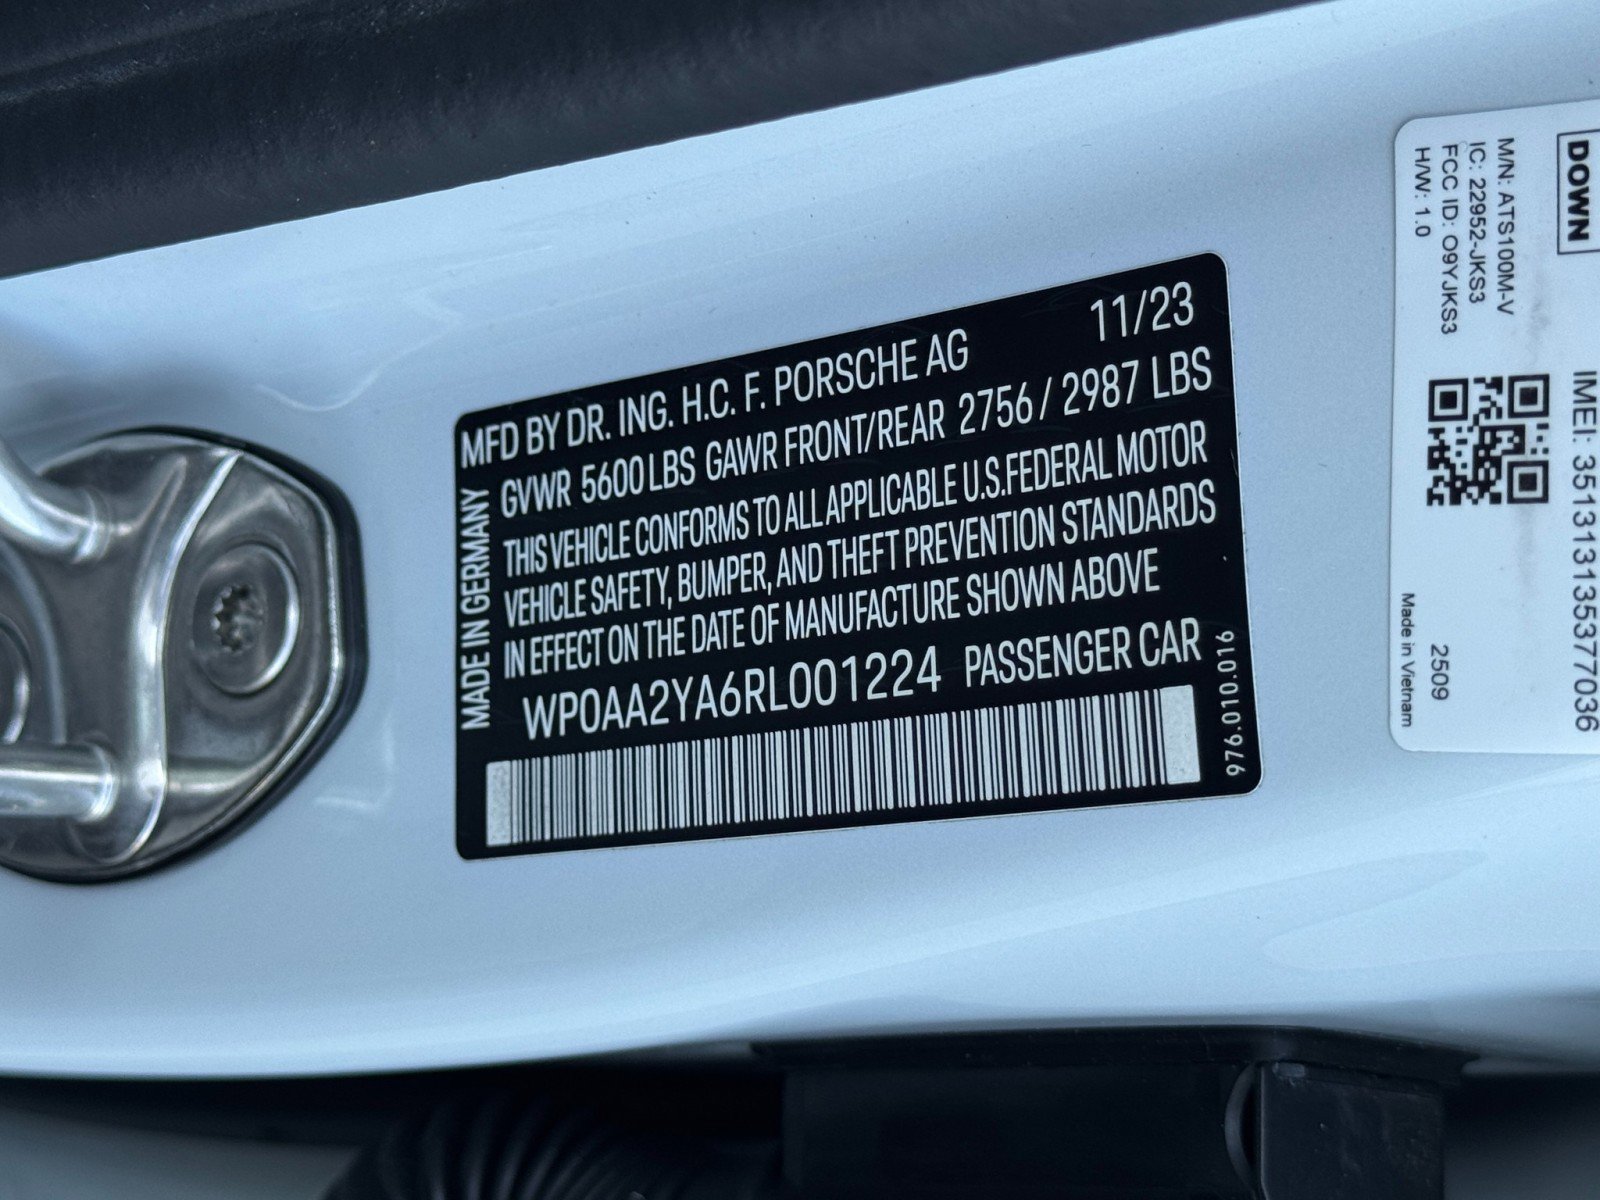 MFD BY DR. ING. H.C. F. PORSCHE AG 11/23
GVWR 5600 LBS GAWR FRONT/REAR 2756 / 2987 LBS
THIS VEHICLE CONFORMS TO ALL APPLICABLE U.S.FEDERAL MOTOR
VEHICLE SAFETY, BUMPER, AND THEFT PREVENTION STANDARDS
IN EFFECT ON THE DATE OF MANUFACTURE SHOWN ABOVE
WP0AA2YA6RL001224 PASSENGER CAR
MADE IN GERMANY
976.010.016
DOWN
M/N: ATS100M-V
IC: 22952-JKS3
FCC ID: O9YJKS3
H/W: 1.0
IMEI: 351313135377036
2509
Made in Vietnam